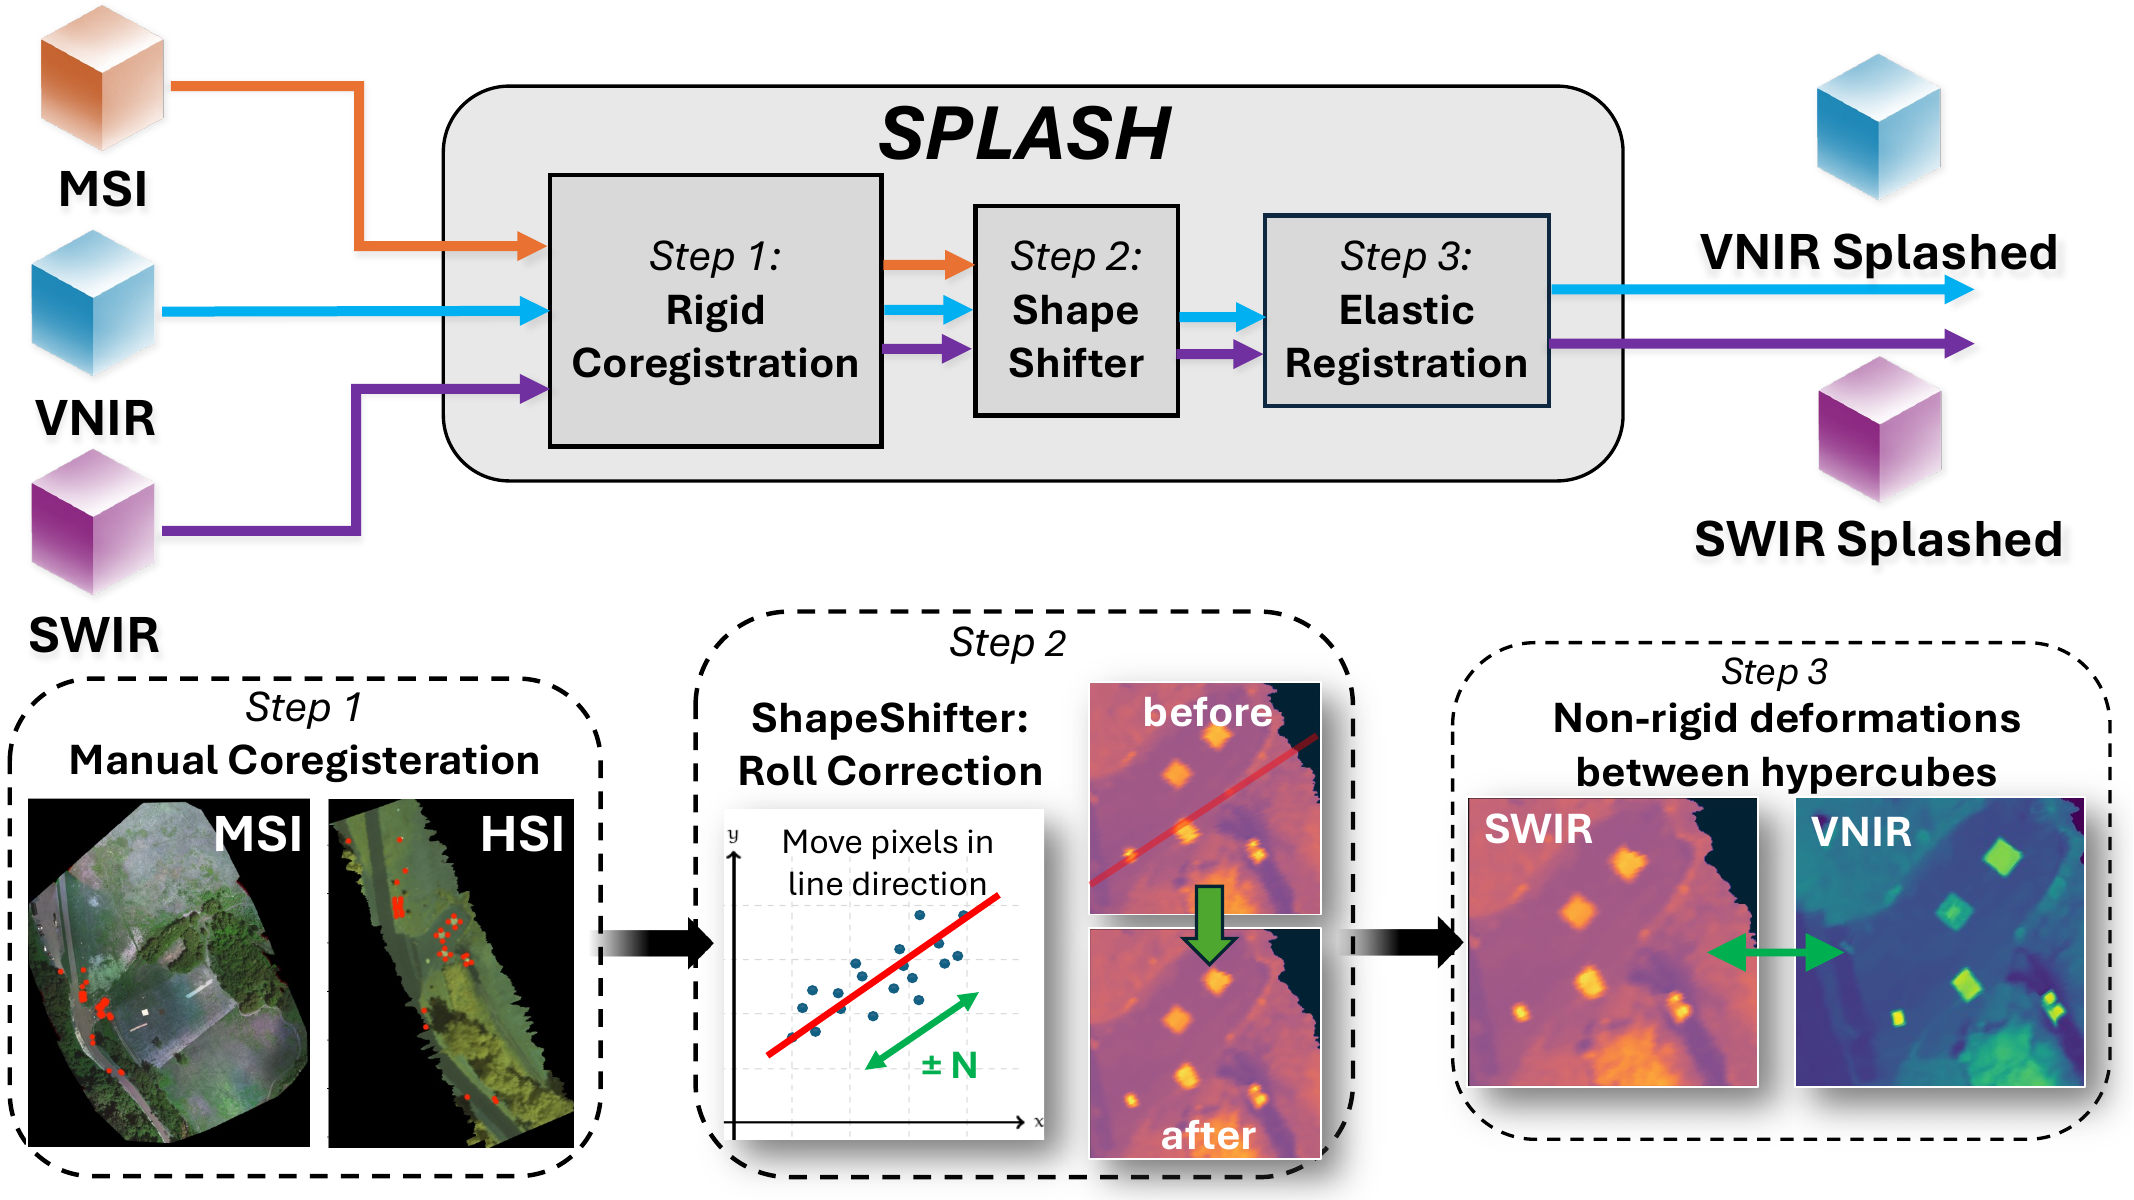 MSI
VNIR
SWIR
SPLASH
Step 1:
Rigid
Coregistration
Step 2:
Shape
Shifter
Step 3:
Elastic
Registration
VNIR Splashed
SWIR Splashed
Step 1
Manual Coregisteration
MSI
HSI
Step 2
ShapeShifter:
Roll Correction
y
Move pixels in
line direction
± N
x
before
after
Step 3
Non-rigid deformations
between hypercubes
SWIR
VNIR